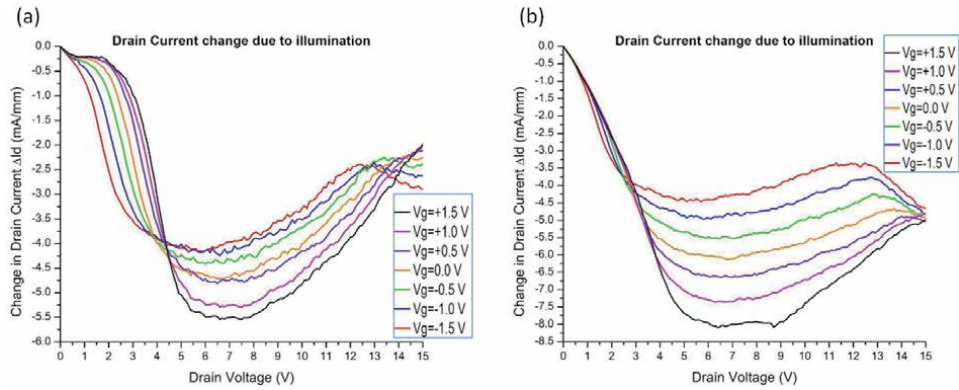 (a)
Drain Current change due to illumination
Change in Drain Current ΔId (mA/mm)
0.0
-0.5
-1.0
-1.5
-2.0
-2.5
-3.0
-3.5
-4.0
-4.5
-5.0
-5.5
-6.0
0 1 2 3 4 5 6 7 8 9 10 11 12 13 14 15
Drain Voltage (V)
Vg=+1.5 V
Vg=+1.0 V
Vg=+0.5 V
Vg=0.0 V
Vg=-0.5 V
Vg=-1.0 V
Vg=-1.5 V
(b)
Drain Current change due to illumination
Change in Drain Current ΔId (mA/mm)
0.0
-0.5
-1.0
-1.5
-2.0
-2.5
-3.0
-3.5
-4.0
-4.5
-5.0
-5.5
-6.0
-6.5
-7.0
-7.5
-8.0
-8.5
0 1 2 3 4 5 6 7 8 9 10 11 12 13 14 15
Drain Voltage (V)
Vg=+1.5 V
Vg=+1.0 V
Vg=+0.5 V
Vg=0.0 V
Vg=-0.5 V
Vg=-1.0 V
Vg=-1.5 V